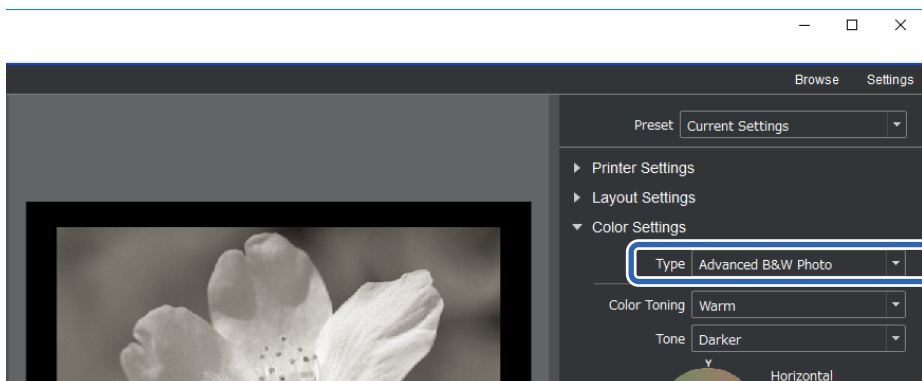 Browse Settings
Preset Current Settings
Printer Settings
Layout Settings
Color Settings
Type Advanced B&W Photo
Color Toning Warm
Tone Darker
Y
Horizontal